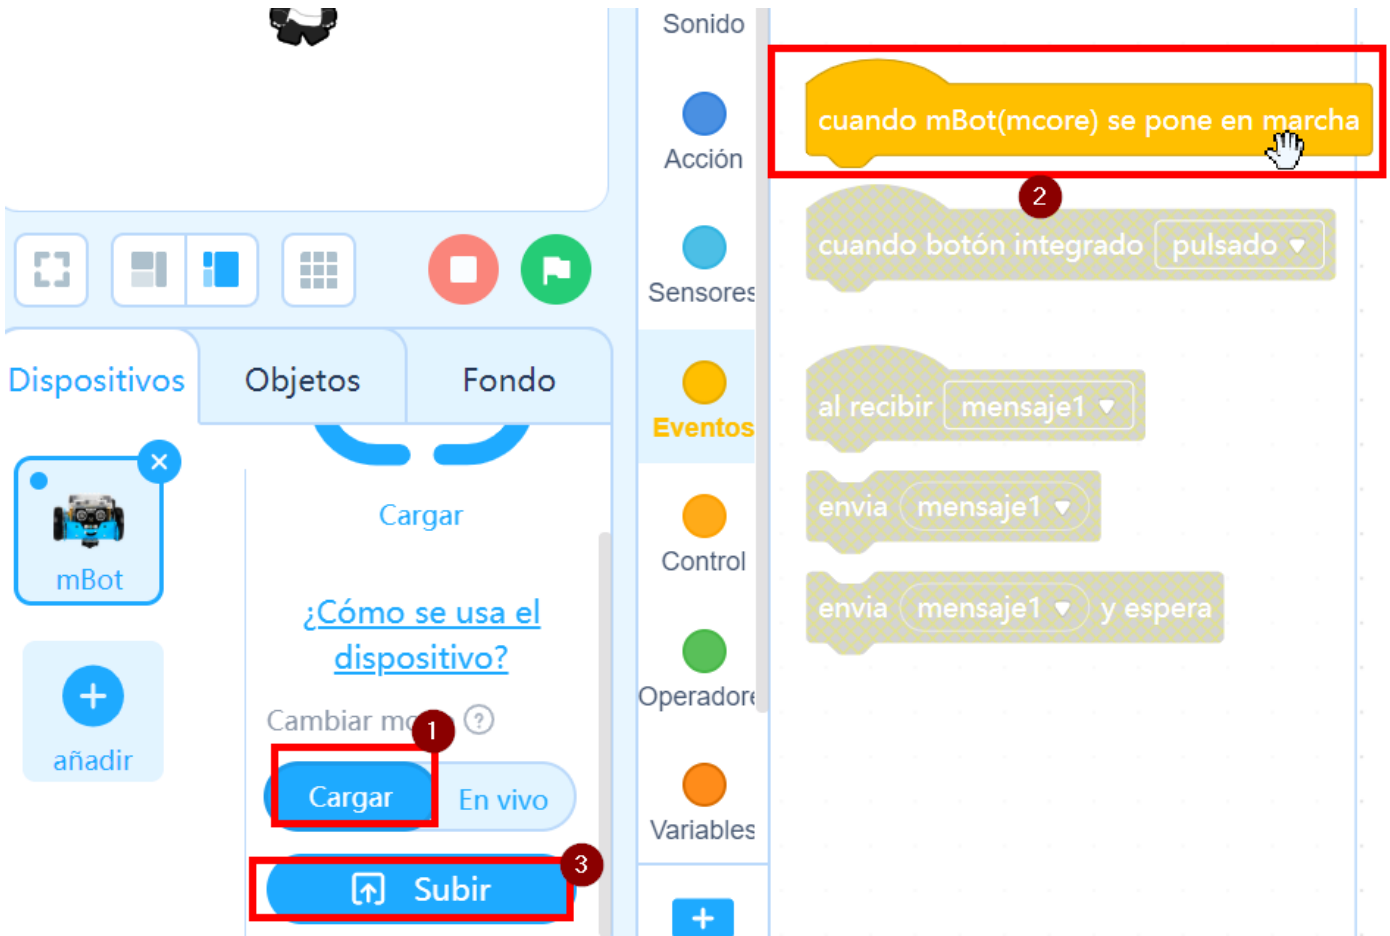 Sonido
Acción
Sensores
Eventos
Control
Operadore
Variables
cuando mBot(mcore) se pone en marcha
2
cuando botón integrado pulsado
al recibir mensaje1
envia mensaje1
envia mensaje1 y espera
Dispositivos
Objetos
Fondo
mBot
añadir
Cargar
¿Cómo se usa el
dispositivo?
Cambiar mo
1
?
Cargar
En vivo
3
Subir